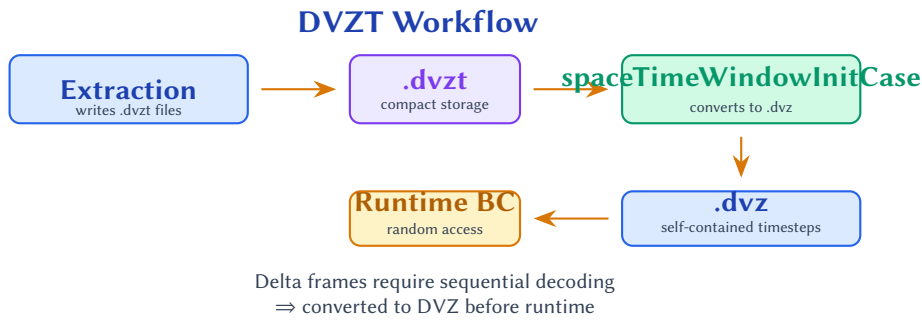 DVZT Workflow
Extraction
writes .dvzt files
.dvzt
compact storage
spaceTimeWindowInitCase
converts to .dvz
.dvz
self-contained timesteps
Runtime BC
random access
Delta frames require sequential decoding
⇒ converted to DVZ before runtime